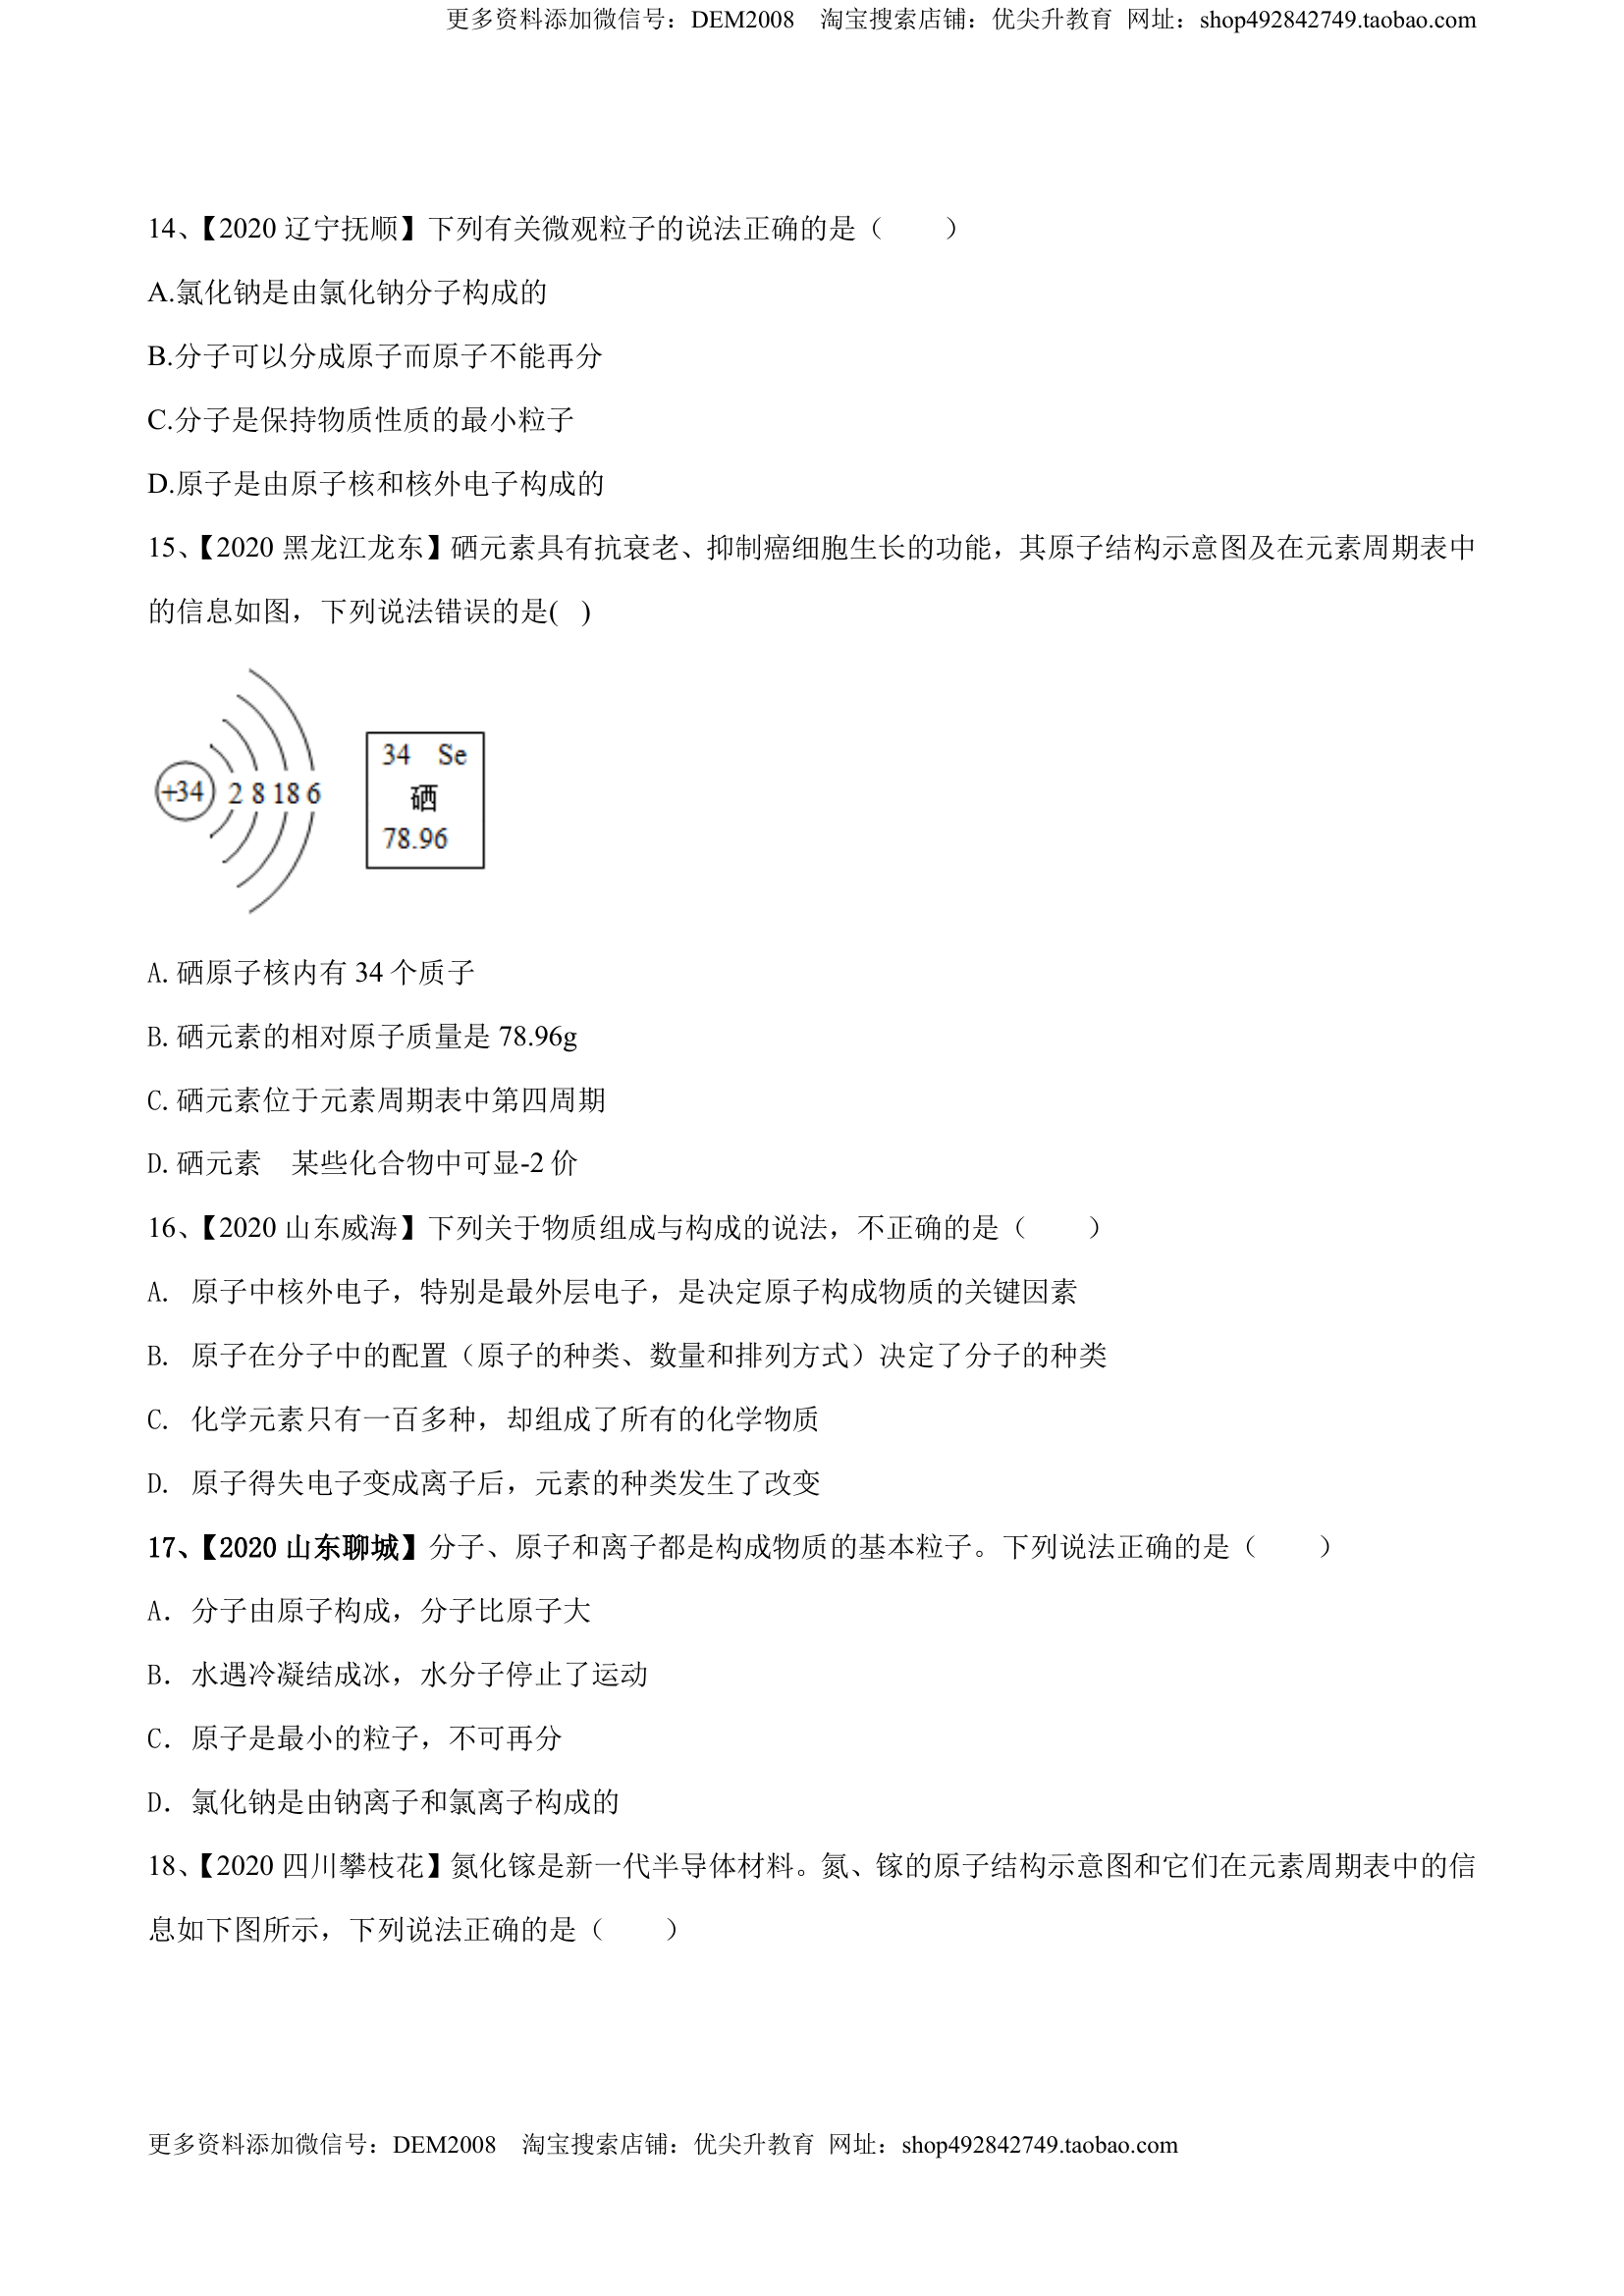 更多资料添加微信号：DEM2008　淘宝搜索店铺：优尖升教育 网址：shop492842749.taobao.com
14、【2020 辽宁抚顺】下列有关微观粒子的说法正确的是（　　）
A.氯化钠是由氯化钠分子构成的
B.分子可以分成原子而原子不能再分
C.分子是保持物质性质的最小粒子
D.原子是由原子核和核外电子构成的
15、【2020 黑龙江龙东】硒元素具有抗衰老、抑制癌细胞生长的功能，其原子结构示意图及在元素周期表中
的信息如图，下列说法错误的是(   )
+34 2 8 18 6
34 Se
硒
78.96
A.硒原子核内有 34 个质子
B.硒元素的相对原子质量是 78.96g
C.硒元素位于元素周期表中第四周期
D.硒元素　某些化合物中可显-2 价
16、【2020 山东威海】下列关于物质组成与构成的说法，不正确的是（　　）
A. 原子中核外电子，特别是最外层电子，是决定原子构成物质的关键因素
B. 原子在分子中的配置（原子的种类、数量和排列方式）决定了分子的种类
C. 化学元素只有一百多种，却组成了所有的化学物质
D. 原子得失电子变成离子后，元素的种类发生了改变
17、【2020 山东聊城】分子、原子和离子都是构成物质的基本粒子。下列说法正确的是（　　）
A．分子由原子构成，分子比原子大
B．水遇冷凝结成冰，水分子停止了运动
C．原子是最小的粒子，不可再分
D．氯化钠是由钠离子和氯离子构成的
18、【2020 四川攀枝花】氮化镓是新一代半导体材料。氮、镓的原子结构示意图和它们在元素周期表中的信
息如下图所示，下列说法正确的是（　　）
更多资料添加微信号：DEM2008　淘宝搜索店铺：优尖升教育 网址：shop492842749.taobao.com